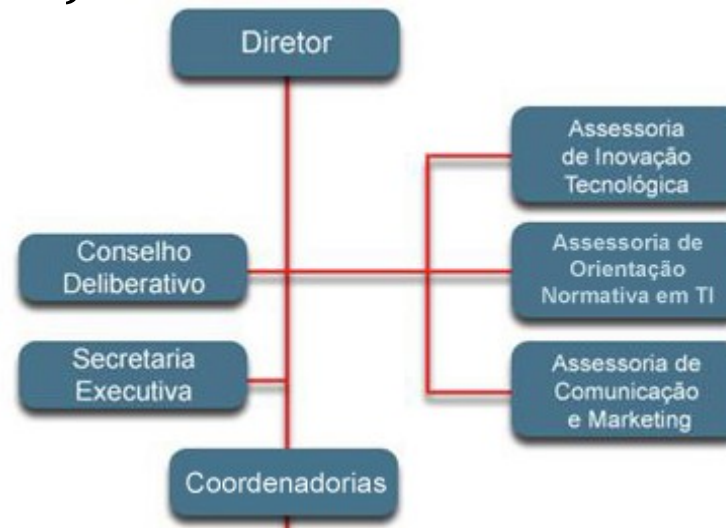 Diretor
Assessoria
de Inovação
Tecnológica
Conselho
Deliberativo
Assessoria de
Orientação
Normativa em TI
Secretaria
Executiva
Assessoria de
Comunicação
e Marketing
Coordenadorias